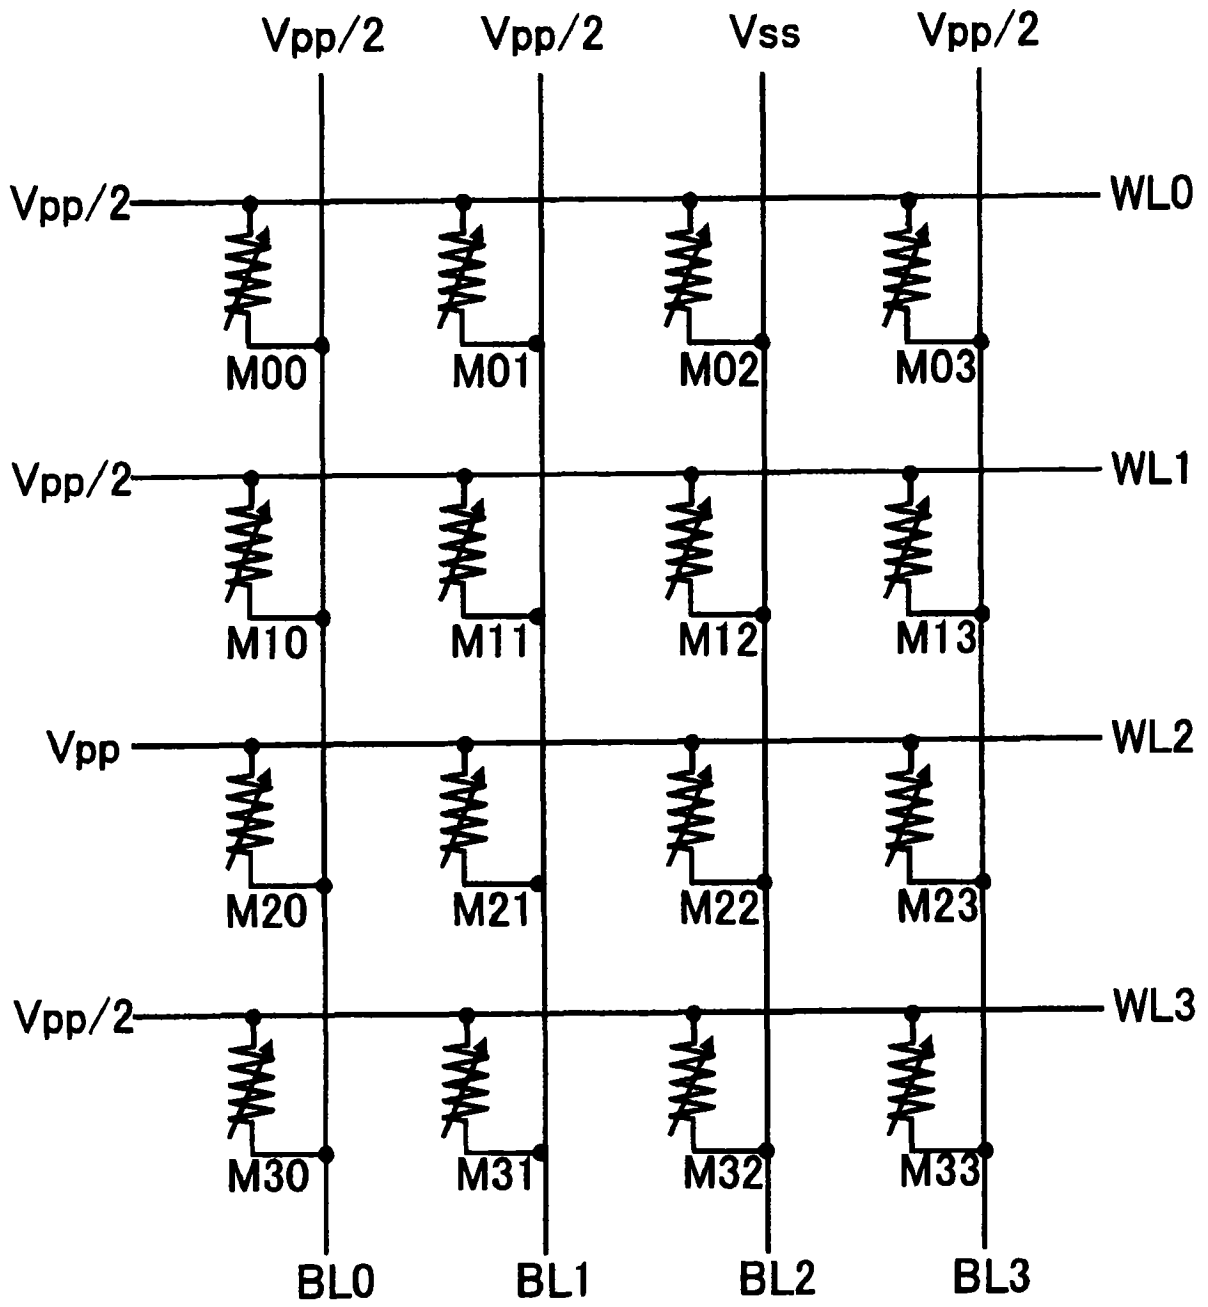 Vpp/2 Vpp/2 Vss Vpp/2
Vpp/2 WL0
M00 M01 M02 M03
Vpp/2 WL1
M10 M11 M12 M13
Vpp WL2
M20 M21 M22 M23
Vpp/2 WL3
M30 M31 M32 M33
BL0 BL1 BL2 BL3